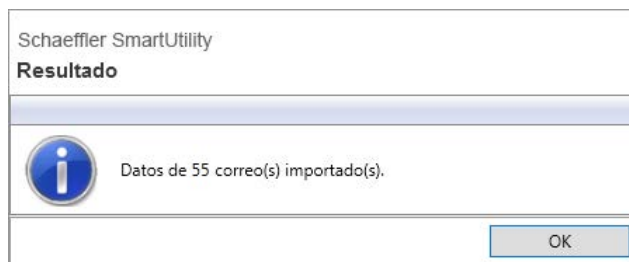 Schaeffler SmartUtility
Resultado
Datos de 55 correo(s) importado(s).
OK